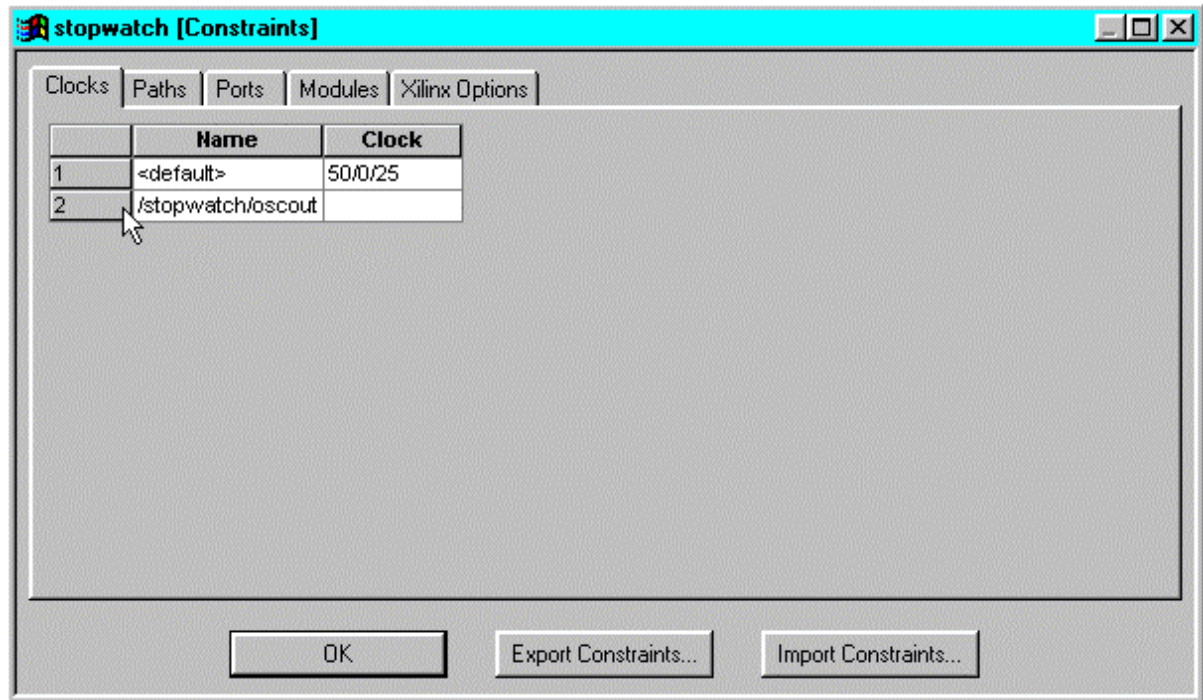 stopwatch [Constraints]
Clocks Paths Ports Modules Xilinx Options
Name Clock
1 <default> 50/0/25
2 /stopwatch/oscout
OK Export Constraints... Import Constraints...